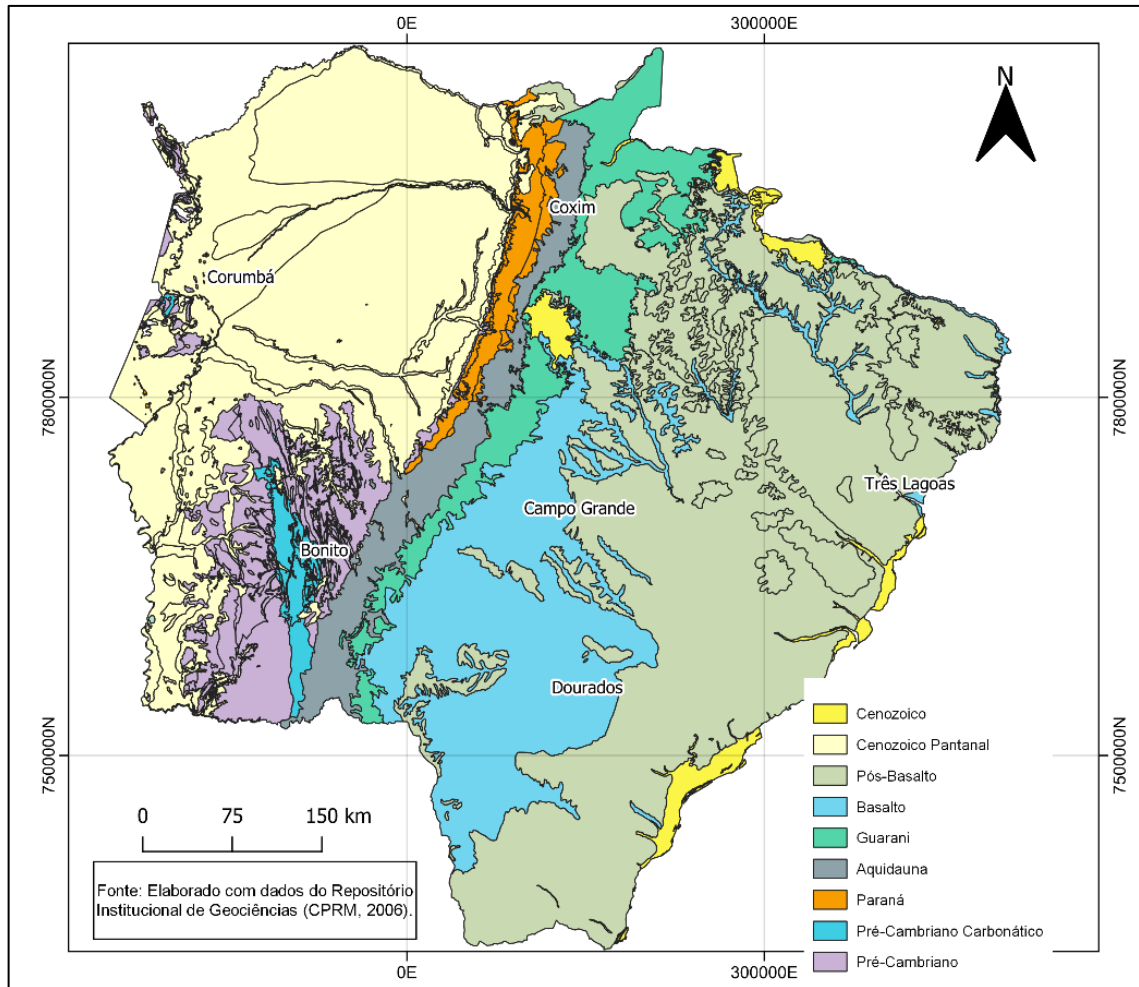 0E
300000E
N
Coxim
Corumbá
7800000N
7800000N
Três Lagoas
Campo Grande
Bonito
Dourados
Cenozoico
Cenozoico Pantanal
7500000N
7500000N
Pós-Basalto
0
75
150 km
Basalto
Guarani
Aquidauna
Fonte: Elaborado com dados do Repositório
Institucional de Geociências (CPRM, 2006).
Paraná
Pré-Cambriano Carbonático
Pré-Cambriano
0E
300000E